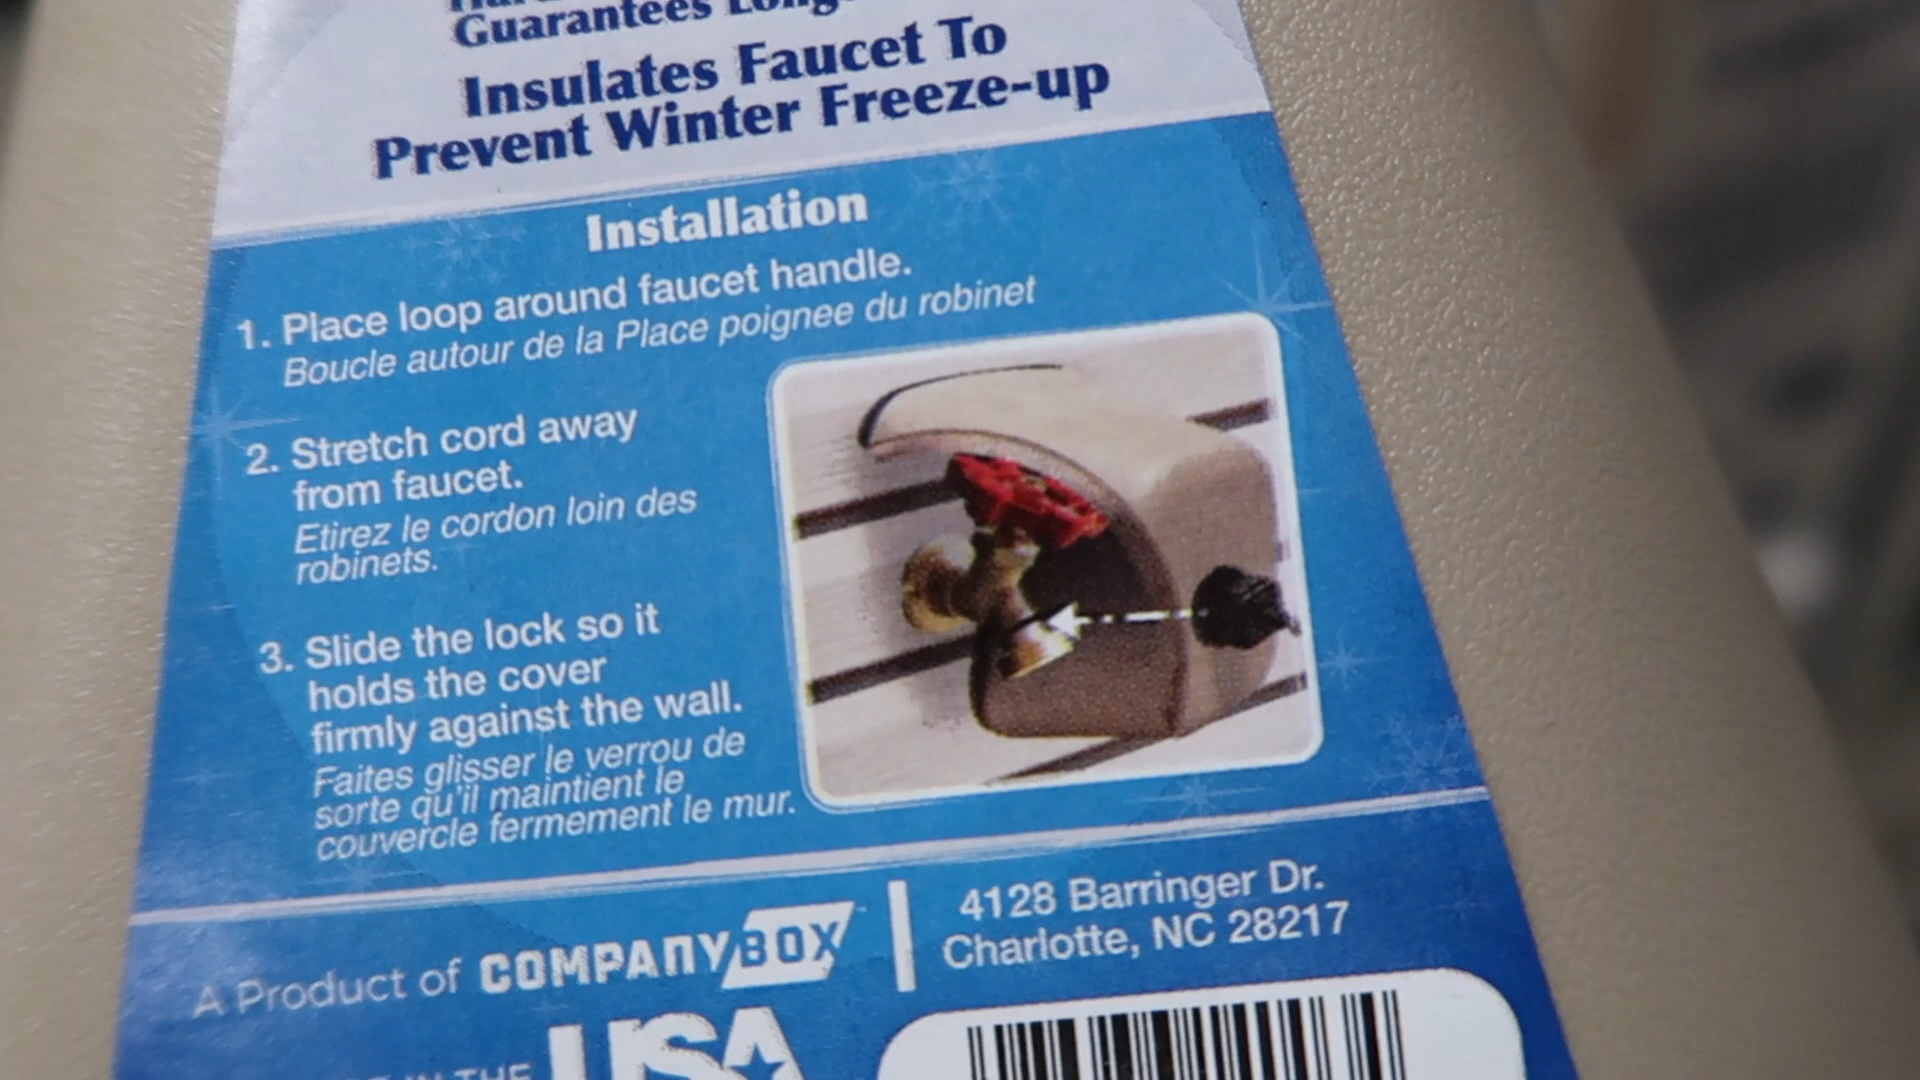 Guarantees
Insulates Faucet To
Prevent Winter Freeze-up
Installation
1. Place loop around faucet handle.
Boucle autour de la Place poignee du robinet
2. Stretch cord away
from faucet.
Etirez le cordon loin des
robinets.
3. Slide the lock so it
holds the cover
firmly against the wall.
Faites glisser le verrou de
sorte qu'il maintient le
couvercle fermement le mur.
A Product of COMPANYBOX
4128 Barringer Dr.
Charlotte, NC 28217
IN THE USA